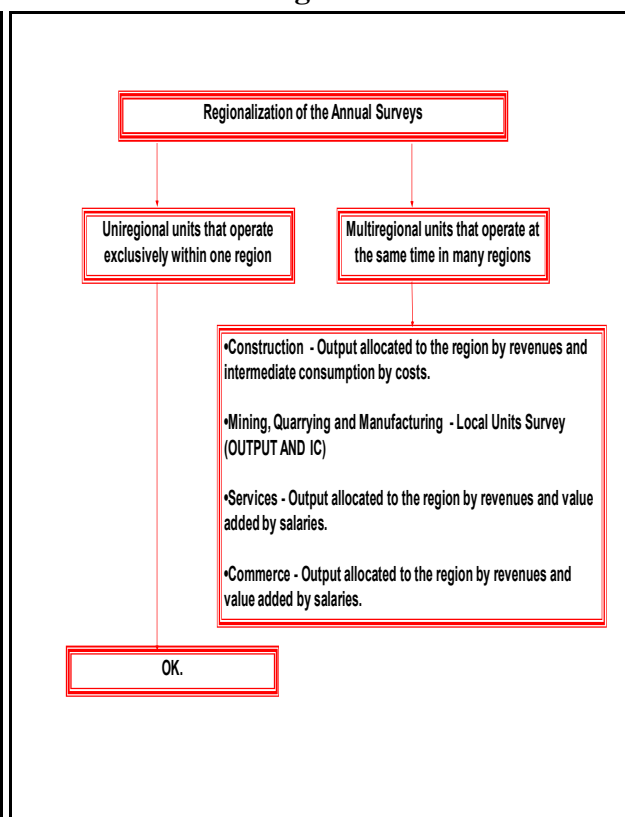 Regionalization of the Annual Surveys
Uniregional units that operate
exclusively within one region
Multiregional units that operate at
the same time in many regions
•Construction - Output allocated to the region by revenues and
intermediate consumption by costs.
•Mining, Quarrying and Manufacturing - Local Units Survey
(OUTPUT AND IC)
•Services - Output allocated to the region by revenues and value
added by salaries.
•Commerce - Output allocated to the region by revenues and
value added by salaries.
OK.